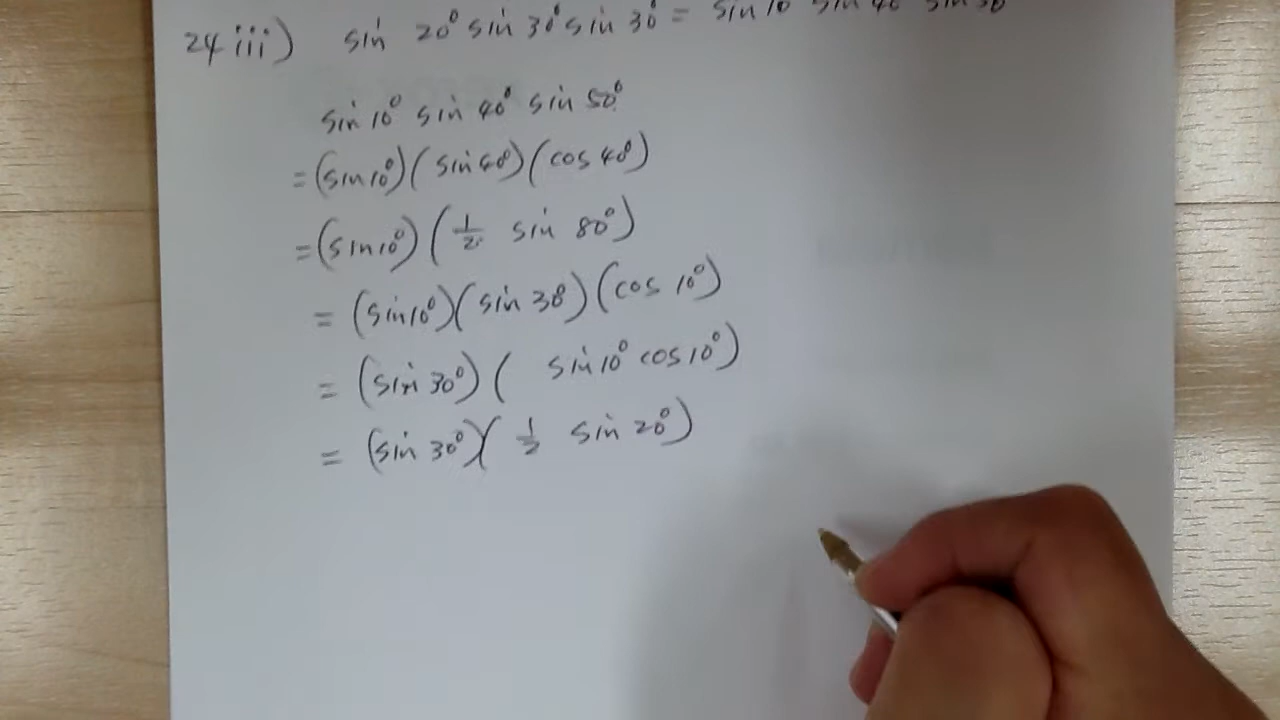 24 iii) sin 20° sin 30° sin 30° = sin 10° sin 40° sin 50°
sin 10° sin 40° sin 50°
= (sin 10°) (sin 40°) (cos 40°)
= (sin 10°) (1/2 sin 80°)
= (sin 10°) (sin 30°) (cos 10°)
= (sin 30°) ( sin 10° cos 10°)
= (sin 30°) (1/2 sin 20°)